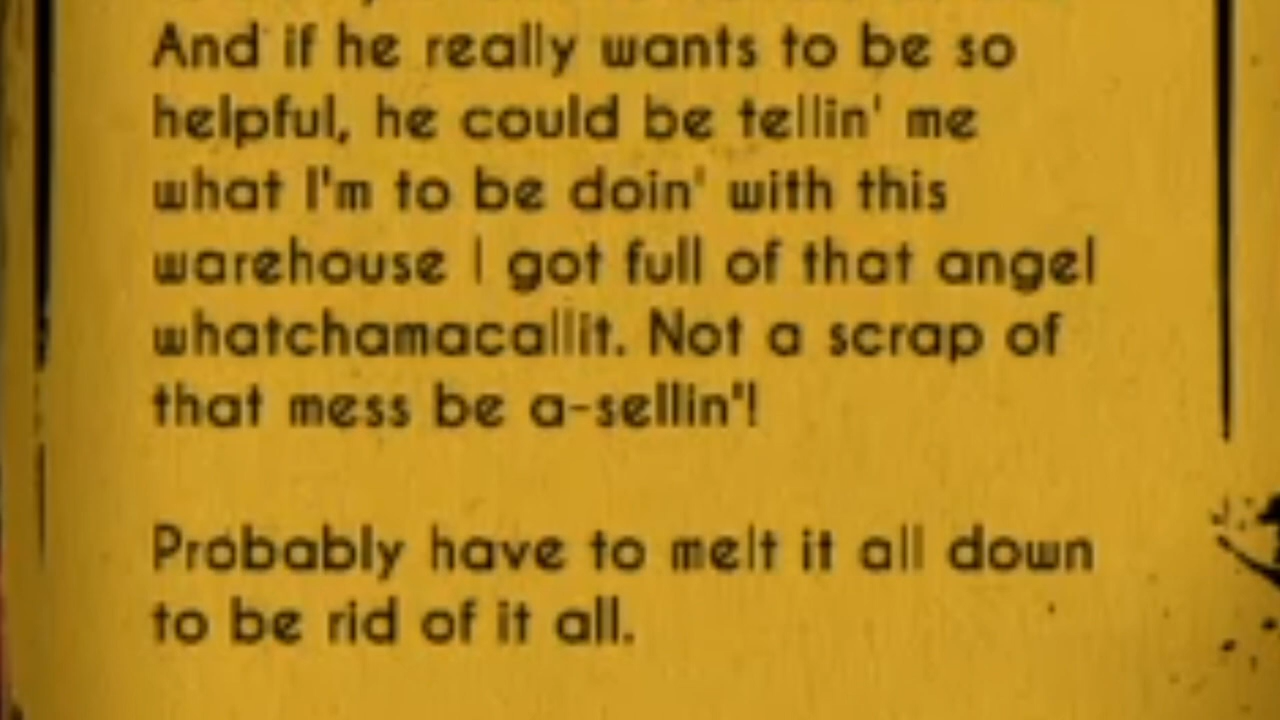 And if he really wants to be so
helpful, he could be tellin' me
what I'm to be doin' with this
warehouse I got full of that angel
whatchamacallit. Not a scrap of
that mess be a-sellin'!
Probably have to melt it all down
to be rid of it all.